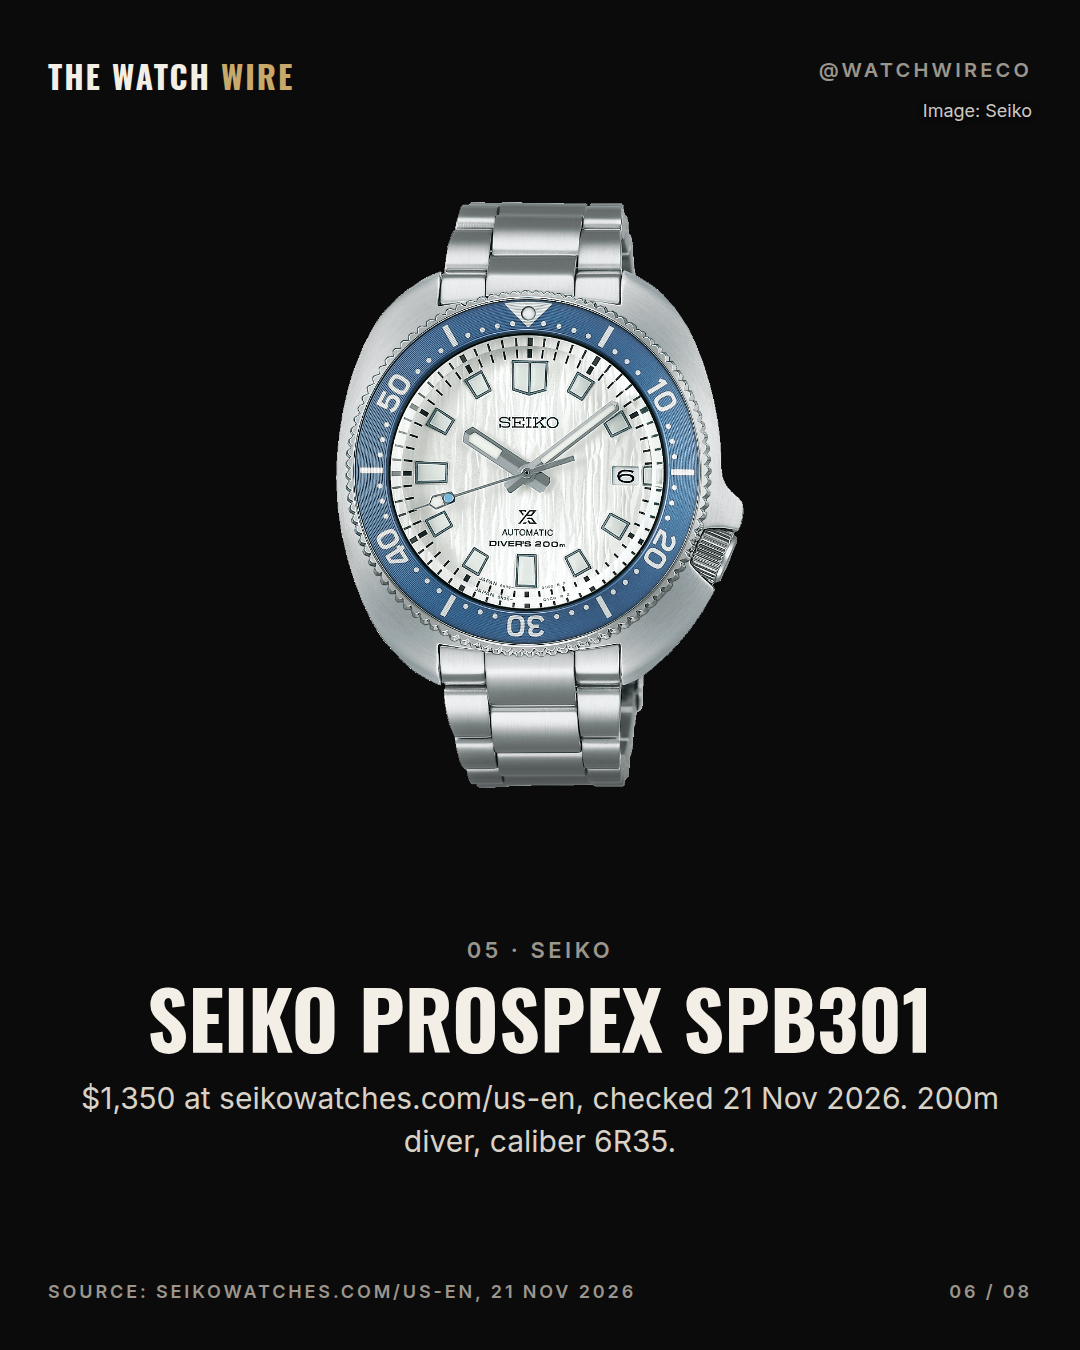 THE WATCH WIRE
@WATCHWIRECO
Image: Seiko
50
10
SEIKO
6
AUTOMATIC
DIVER'S 200m
40
20
30
05 · SEIKO
SEIKO PROSPEX SPB301
$1,350 at seikowatches.com/us-en, checked 21 Nov 2026. 200m
diver, caliber 6R35.
SOURCE: SEIKOWATCHES.COM/US-EN, 21 NOV 2026
06 / 08